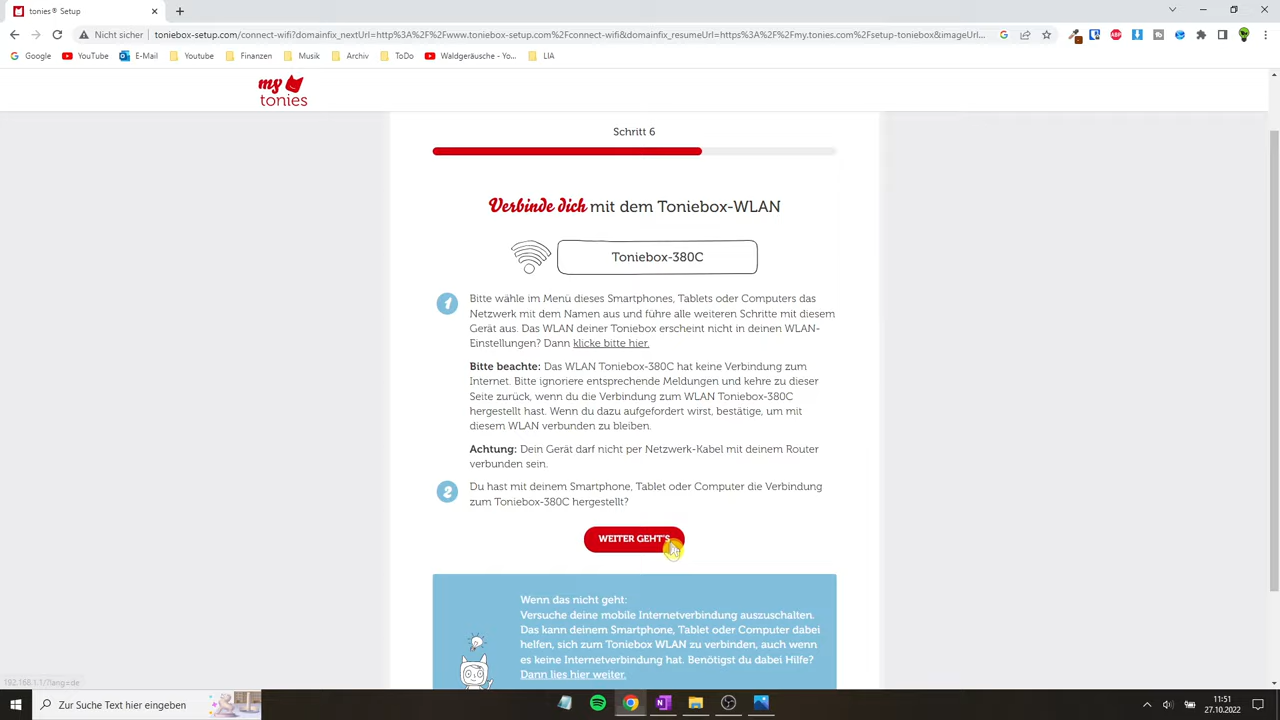 tonies® Setup
Nicht sicher
toniebox-setup.com/connect-wifi?domainfix_nextUrl=http%3A%2F%2Fwww.toniebox-setup.com%2Fconnect-wifi&domainfix_resumeUrl=https%3A%2F%2Fmy.tonies.com%2Fsetup-toniebox&imageUrl...
Google YouTube E-Mail Youtube Finanzen Musik Archiv ToDo Waldgeräusche - Yo... LIA
my
tonies
Schritt 6
Verbinde dich mit dem Toniebox-WLAN
Toniebox-380C
1
Bitte wähle im Menü dieses Smartphones, Tablets oder Computers das
Netzwerk mit dem Namen aus und führe alle weiteren Schritte mit diesem
Gerät aus. Das WLAN deiner Toniebox erscheint nicht in deinen WLAN-
Einstellungen? Dann klicke bitte hier.
Bitte beachte: Das WLAN Toniebox-380C hat keine Verbindung zum
Internet. Bitte ignoriere entsprechende Meldungen und kehre zu dieser
Seite zurück, wenn du die Verbindung zum WLAN Toniebox-380C
hergestellt hast. Wenn du dazu aufgefordert wirst, bestätige, um mit
diesem WLAN verbunden zu bleiben.
Achtung: Dein Gerät darf nicht per Netzwerk-Kabel mit deinem Router
verbunden sein.
2
Du hast mit deinem Smartphone, Tablet oder Computer die Verbindung
zum Toniebox-380C hergestellt?
WEITER GEHT'S
Wenn das nicht geht:
Versuche deine mobile Internetverbindung auszuschalten.
Das kann deinem Smartphone, Tablet oder Computer dabei
helfen, sich zum Toniebox WLAN zu verbinden, auch wenn
es keine Internetverbindung hat. Benötigst du dabei Hilfe?
Dann lies hier weiter.
192.168.1.1/?lang=de
Zur Suche Text hier eingeben
11:51
27.10.2022